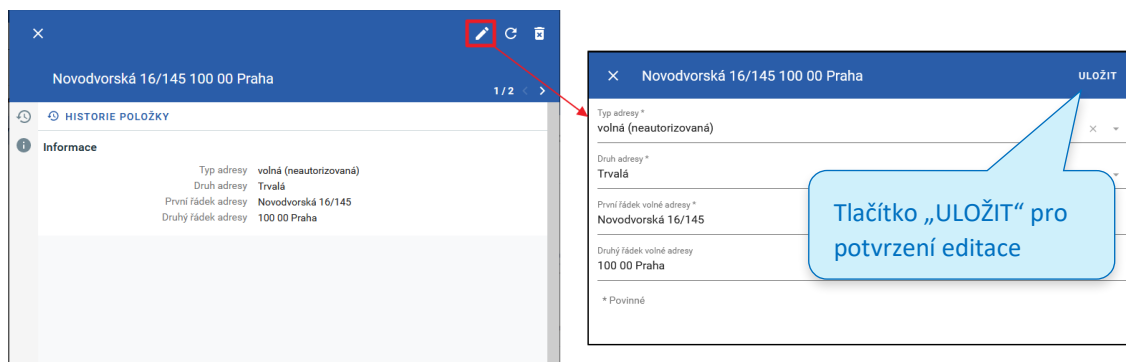 Novodvorská 16/145 100 00 Praha
1 / 2
HISTORIE POLOŽKY
Informace
Typ adresy volná (neautorizovaná)
Druh adresy Trvalá
První řádek adresy Novodvorská 16/145
Druhý řádek adresy 100 00 Praha
Novodvorská 16/145 100 00 Praha
ULOŽIT
Typ adresy *
volná (neautorizovaná)
Druh adresy *
Trvalá
První řádek volné adresy *
Novodvorská 16/145
Druhý řádek volné adresy
100 00 Praha
* Povinné
Tlačítko „ULOŽIT“ pro
potvrzení editace